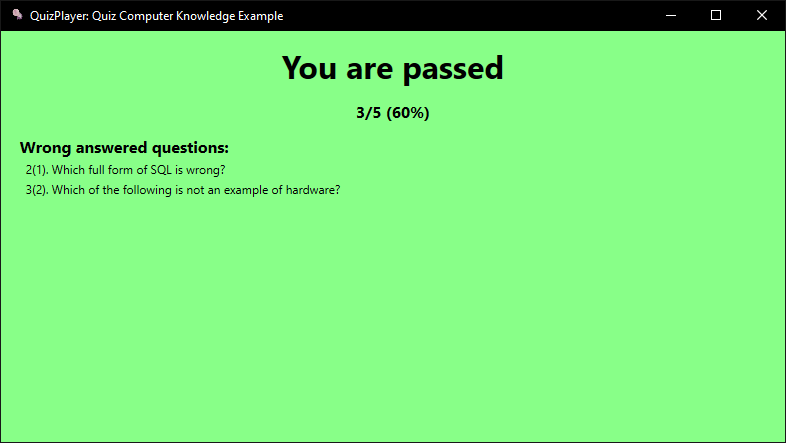 QuizPlayer: Quiz Computer Knowledge Example
You are passed
3/5 (60%)
Wrong answered questions:
2(1). Which full form of SQL is wrong?
3(2). Which of the following is not an example of hardware?